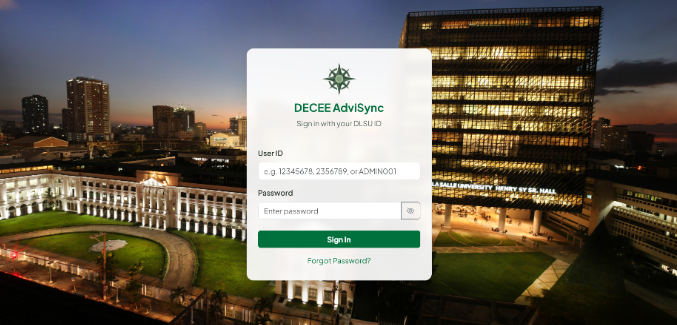 DECEE AdviSync
Sign in with your DLSU ID
User ID
e.g. 12345678, 2356789, or ADMIN001
Password
Enter password
Sign In
Forgot Password?
LA SALLE UNIVERSITY HENRY SY SR. HALL